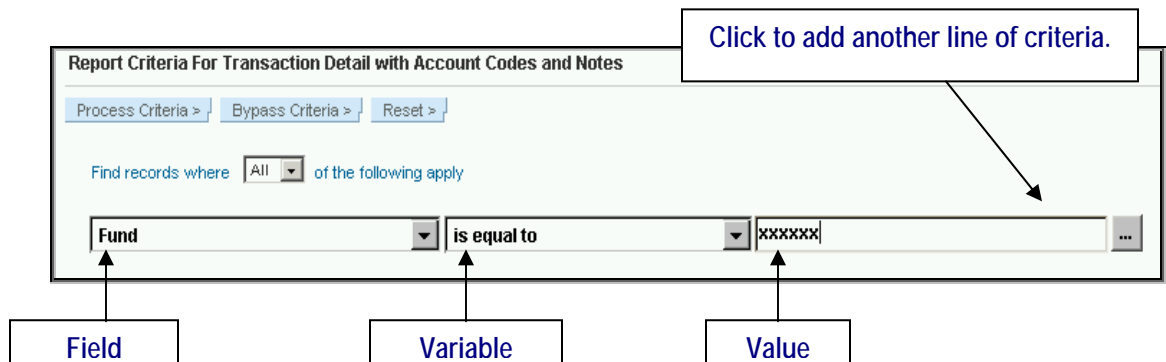 Click to add another line of criteria.
Report Criteria For Transaction Detail with Account Codes and Notes
Process Criteria > Bypass Criteria > Reset >
Find records where All of the following apply
Fund is equal to xxxxxx ...
Field Variable Value